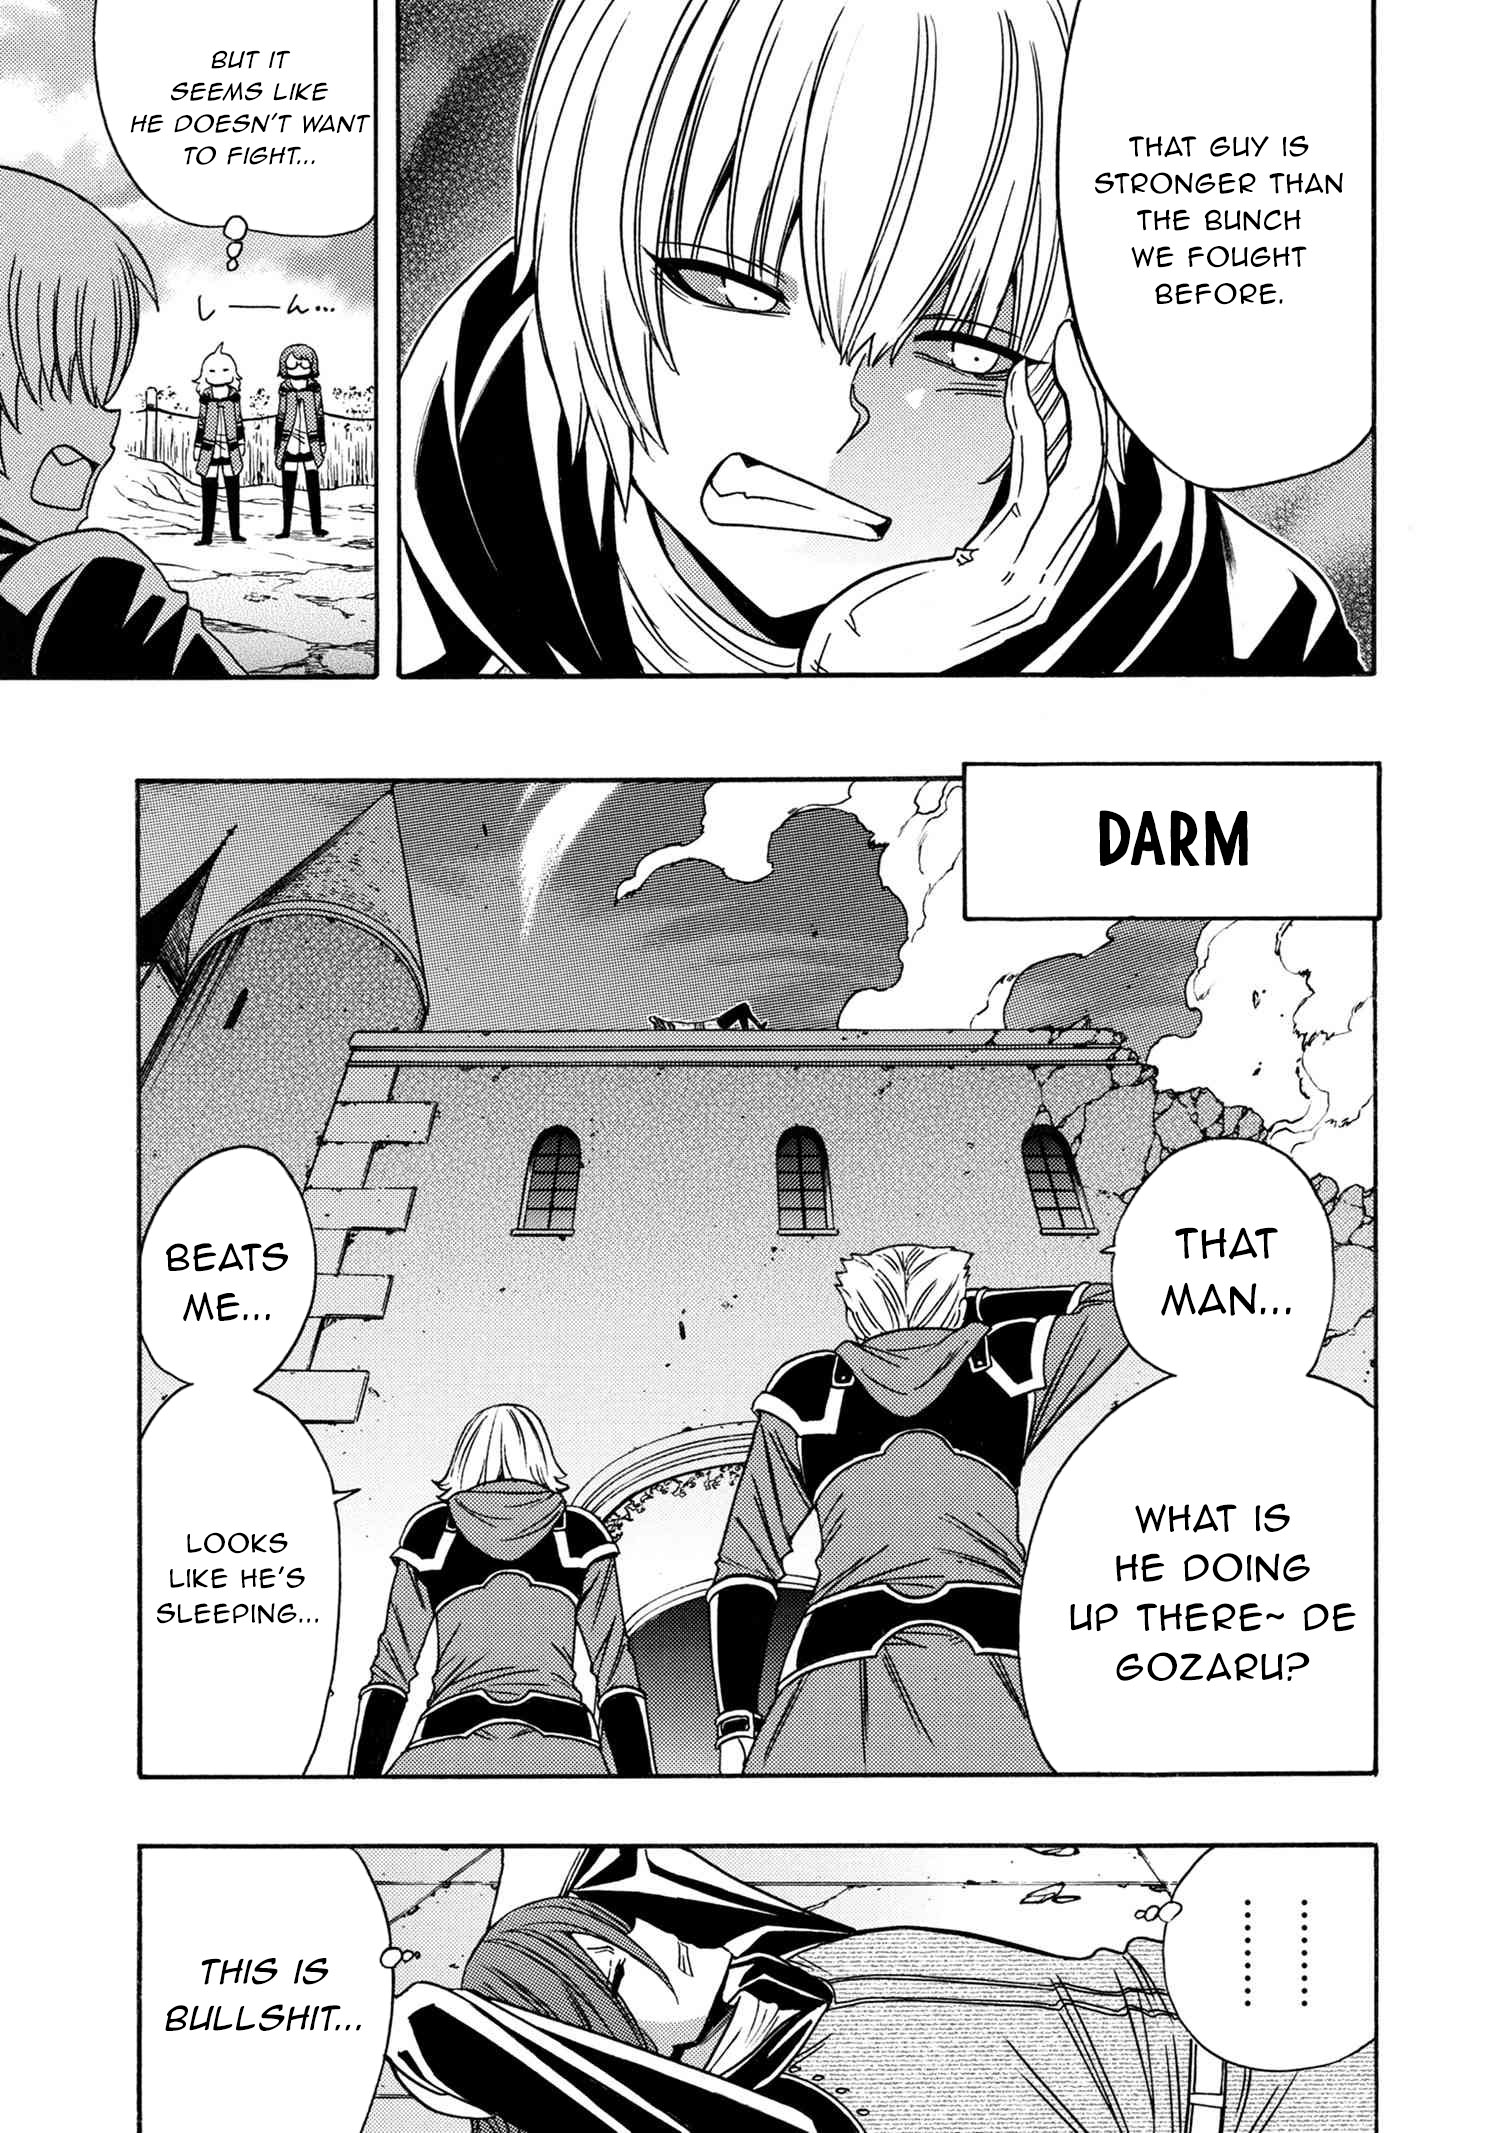 THAT GUY IS
STRONGER THAN
THE BUNCH
WE FOUGHT
BEFORE.
BUT IT
SEEMS LIKE
HE DOESN'T WANT
TO FIGHT...
しーん...
DARM
THAT
MAN...
WHAT IS
HE DOING
UP THERE~ DE
GOZARU?
BEATS
ME...
LOOKS
LIKE HE'S
SLEEPING...
THIS IS
BULLSHIT...